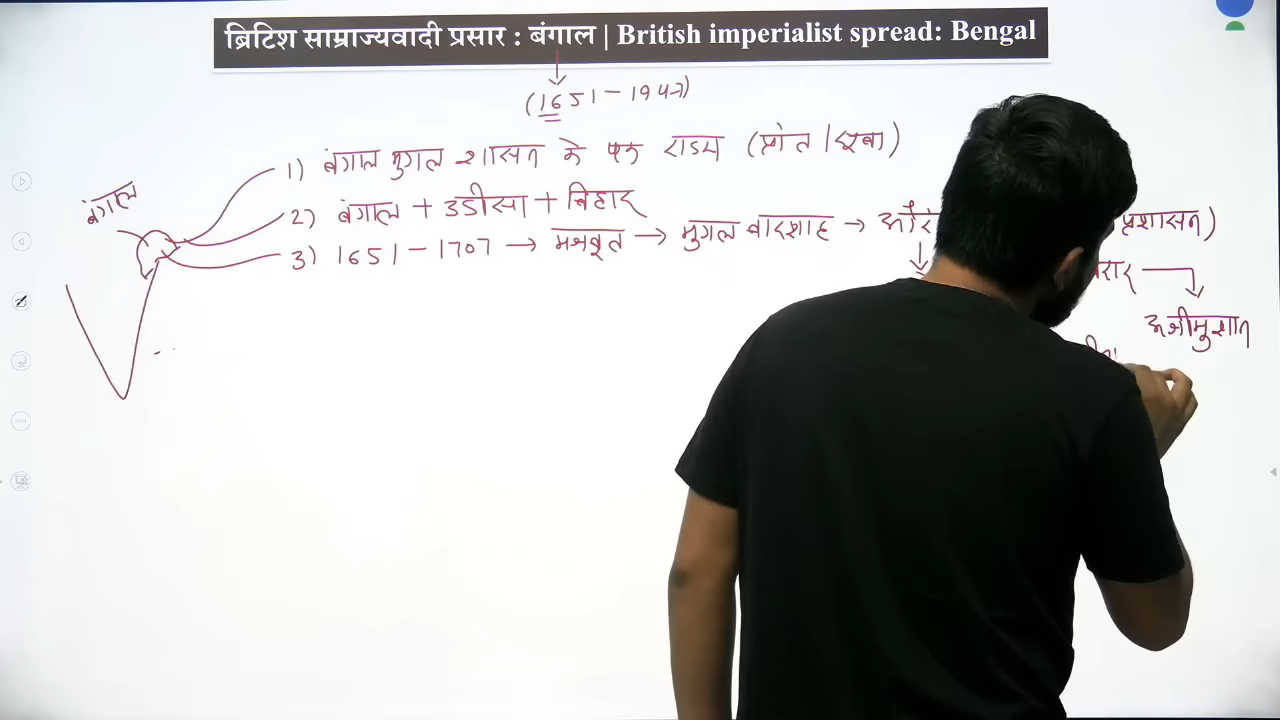 ब्रिटिश साम्राज्यवादी प्रसार : बंगाल | British imperialist spread: Bengal
(1651 - 1947)
1) बंगाल मुगल शासन के एक राज्य (प्रांत / सूबा)
बंगाल
2) बंगाल + उडीसा + बिहार
3) 1651 - 1707 → मजबूत → मुगल बादशाह → प्रशासन)
अजीमुशान